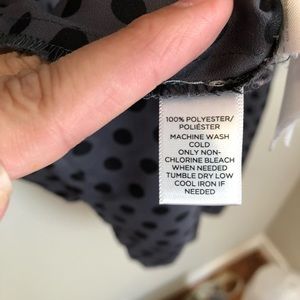 100% POLYESTER/
POLIÉSTER
MACHINE WASH
COLD
ONLY NON-
CHLORINE BLEACH
WHEN NEEDED
TUMBLE DRY LOW
COOL IRON IF
NEEDED